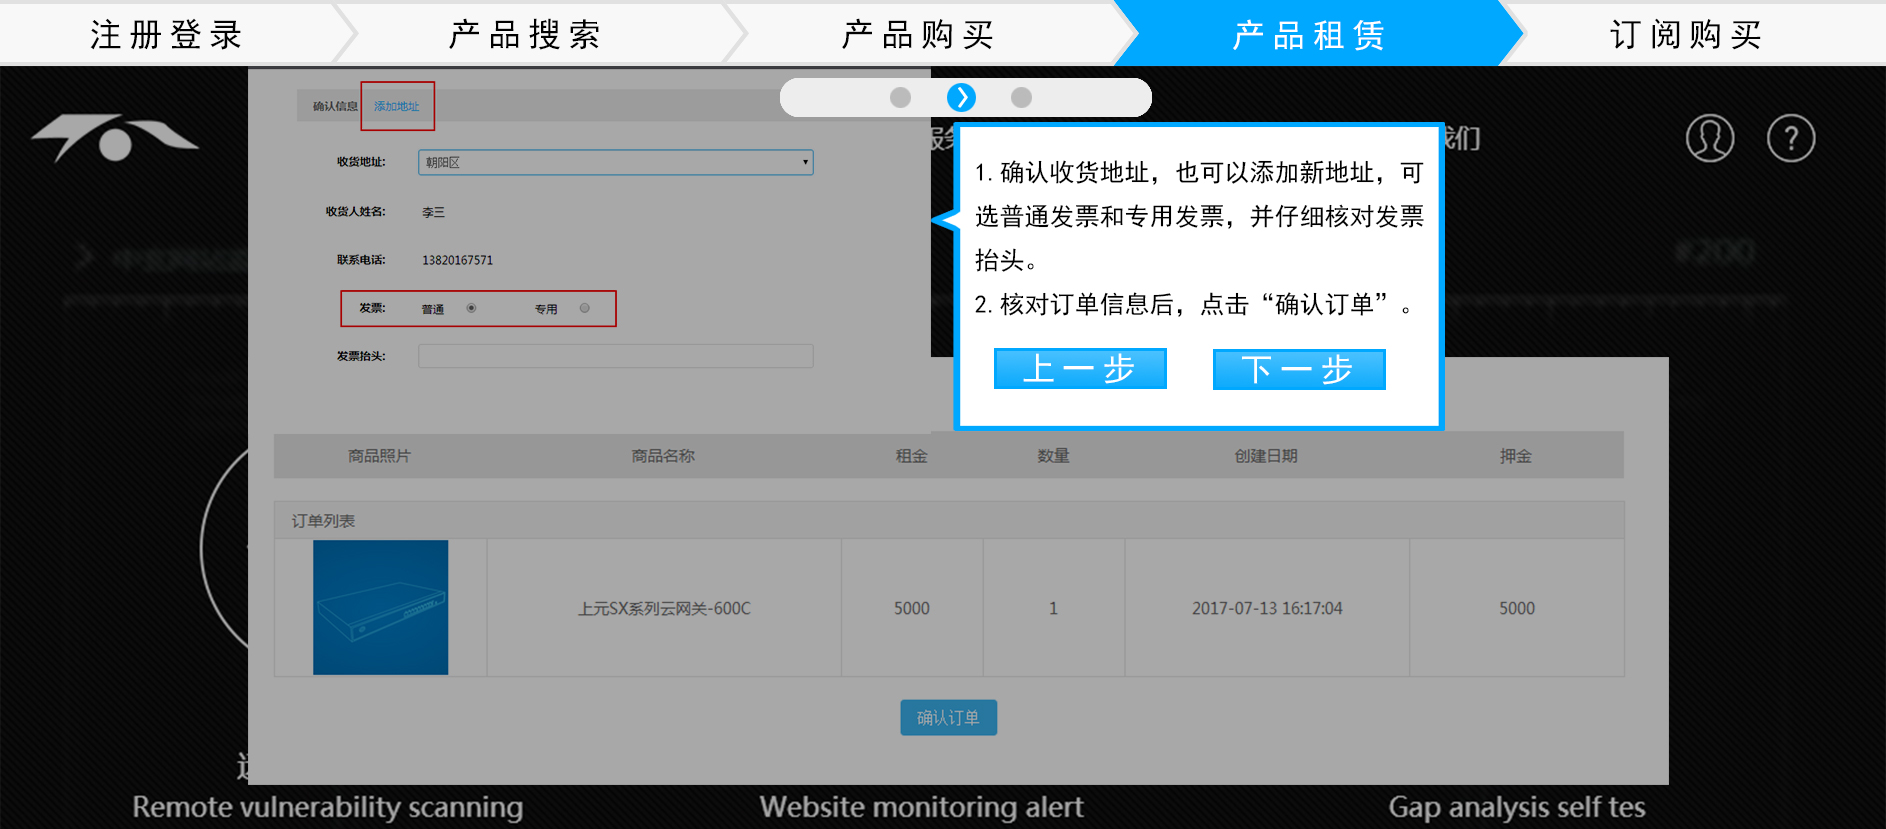 注册登录
产品搜索
产品购买
产品租赁
订阅购买
确认信息
添加地址
收货地址:
朝阳区
收货人姓名:
李三
联系电话:
13820167571
发票:
普通
专用
发票抬头:
们
?
1.确认收货地址，也可以添加新地址，可
选普通发票和专用发票，并仔细核对发票
抬头。
2.核对订单信息后，点击“确认订单”。
上一步
下一步
#200
商品照片
商品名称
租金
数量
创建日期
押金
订单列表
上元SX系列云网关-600C
5000
1
2017-07-13 16:17:04
5000
确认订单
Remote vulnerability scanning
Website monitoring alert
Gap analysis self tes